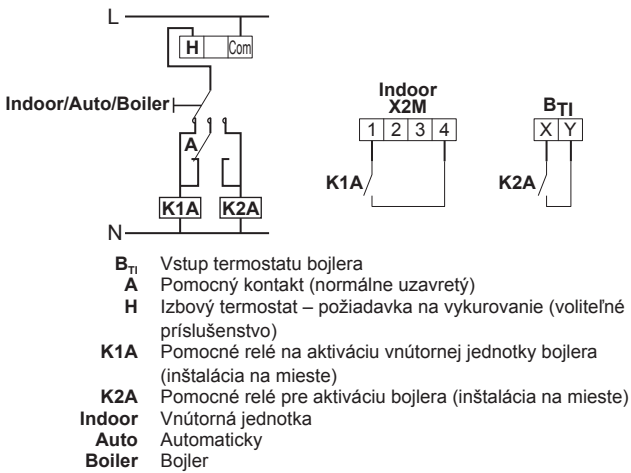 L
H Com
Indoor/Auto/Boiler
A
K1A K2A
N
Indoor
X2M
1 2 3 4
K1A
BTI
X Y
K2A
BTI Vstup termostatu bojlera
A Pomocný kontakt (normálne uzavretý)
H Izbový termostat – požiadavka na vykurovanie (voliteľné
príslušenstvo)
K1A Pomocné relé na aktiváciu vnútornej jednotky bojlera
(inštalácia na mieste)
K2A Pomocné relé pre aktiváciu bojlera (inštalácia na mieste)
Indoor Vnútorná jednotka
Auto Automaticky
Boiler Bojler